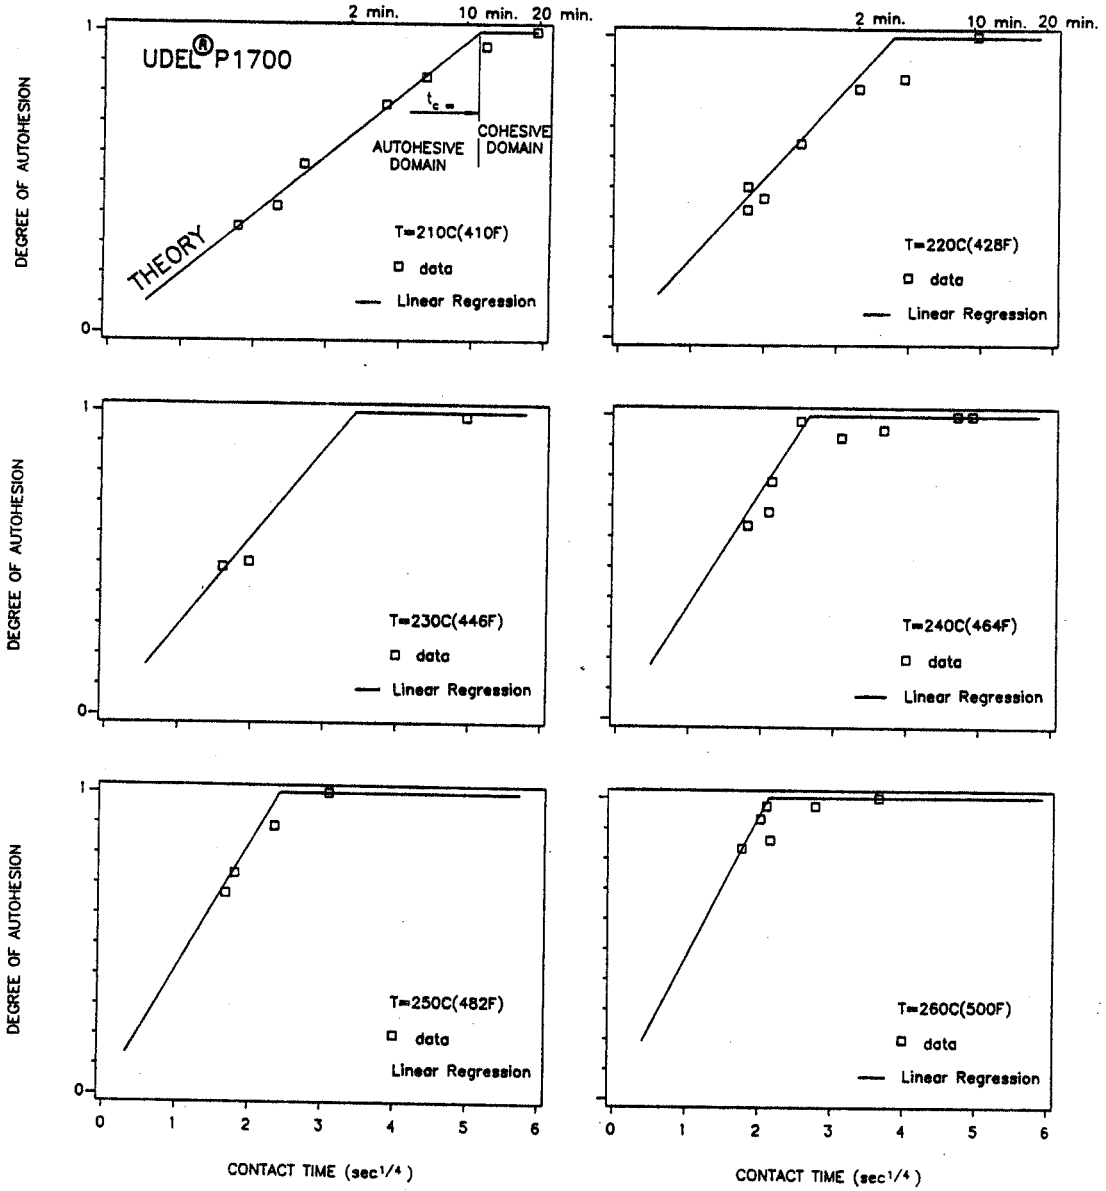 2 min. 10 min. 20 min.
1
UDEL® P1700
t c ∞
COHESIVE
DOMAIN
AUTOHESIVE
DOMAIN
THEORY
T=210C(410F)
data
Linear Regression
0
DEGREE OF AUTOHESION
2 min. 10 min. 20 min.
T=220C(428F)
data
Linear Regression
1
T=230C(446F)
data
Linear Regression
0
DEGREE OF AUTOHESION
T=240C(464F)
data
Linear Regression
1
T=250C(482F)
data
Linear Regression
0
DEGREE OF AUTOHESION
0 1 2 3 4 5 6
CONTACT TIME (sec1/4)
T=260C(500F)
data
Linear Regression
0 1 2 3 4 5 6
CONTACT TIME (sec1/4)